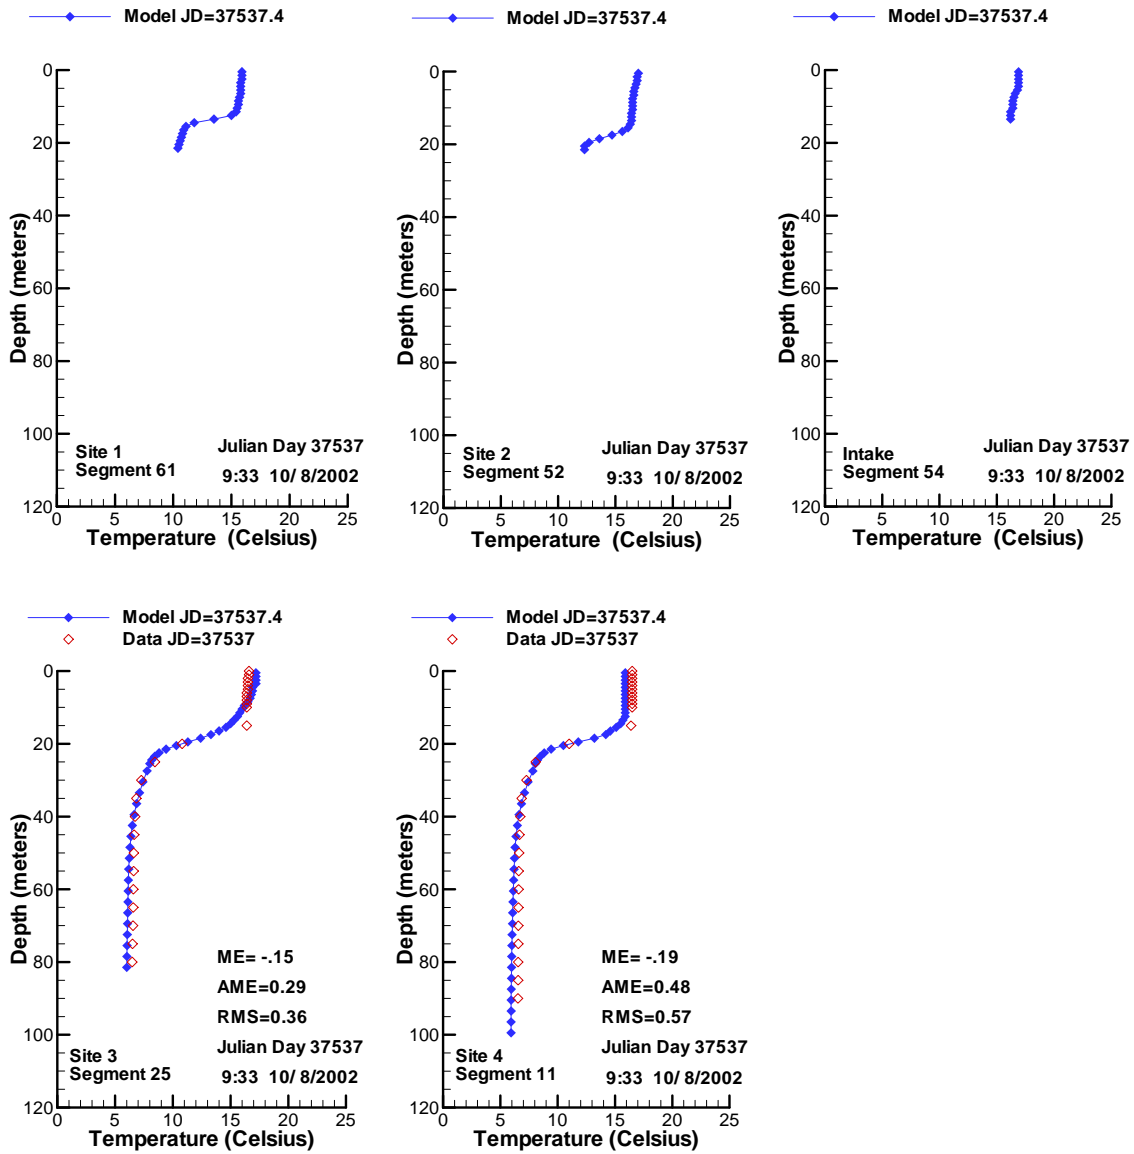 Model JD=37537.4
0
20
40
60
80
100
120
Depth (meters)
Site 1
Segment 61
Julian Day 37537
9:33 10/ 8/2002
0 5 10 15 20 25
Temperature (Celsius)
Model JD=37537.4
0
20
40
60
80
100
120
Depth (meters)
Site 2
Segment 52
Julian Day 37537
9:33 10/ 8/2002
0 5 10 15 20 25
Temperature (Celsius)
Model JD=37537.4
0
20
40
60
80
100
120
Depth (meters)
Intake
Segment 54
Julian Day 37537
9:33 10/ 8/2002
0 5 10 15 20 25
Temperature (Celsius)
Model JD=37537.4
Data JD=37537
0
20
40
60
80
100
120
Depth (meters)
ME= -.15
AME=0.29
RMS=0.36
Site 3
Segment 25
Julian Day 37537
9:33 10/ 8/2002
0 5 10 15 20 25
Temperature (Celsius)
Model JD=37537.4
Data JD=37537
0
20
40
60
80
100
120
Depth (meters)
ME= -.19
AME=0.48
RMS=0.57
Site 4
Segment 11
Julian Day 37537
9:33 10/ 8/2002
0 5 10 15 20 25
Temperature (Celsius)